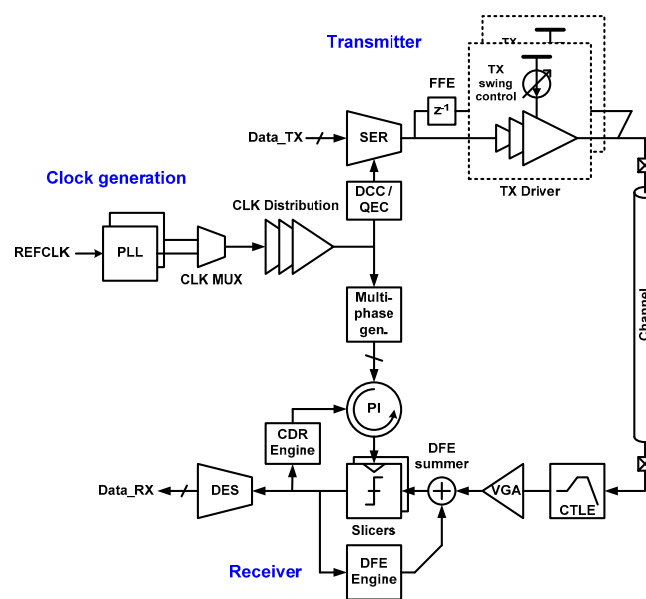 Transmitter
TX
TX
swing
control
FFE
z-1
Data_TX
SER
TX Driver
Clock generation
DCC /
QEC
CLK Distribution
REFCLK
PLL
CLK MUX
Multi-
phase
gen.
Channel
PI
CDR
Engine
DFE
summer
Data_RX
DES
Slicers
VGA
CTLE
DFE
Engine
Receiver